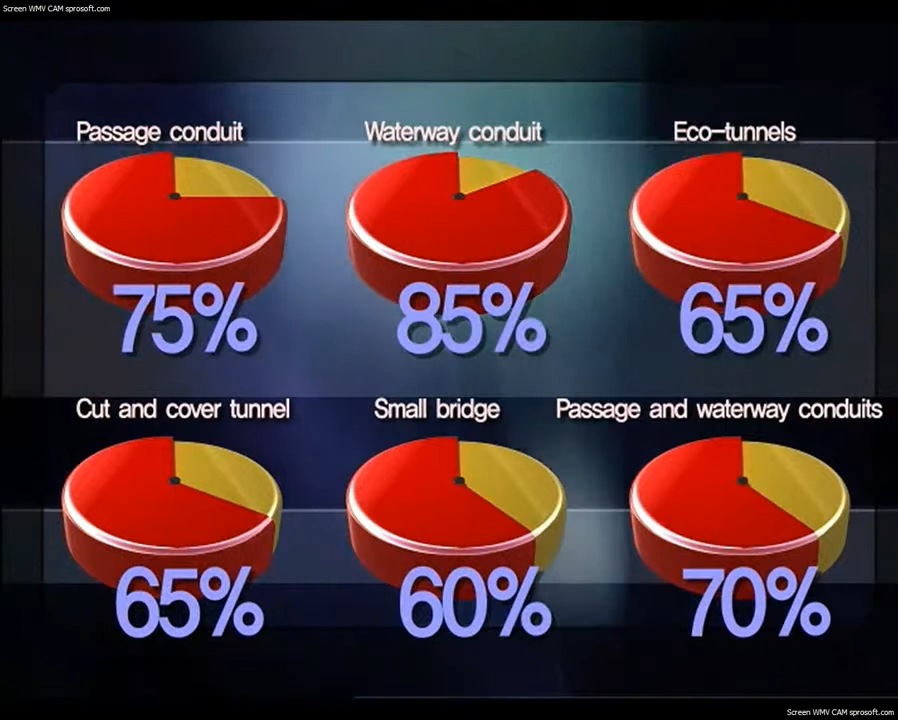 Screen WMV CAM sprosoft.com
Passage conduit
Waterway conduit
Eco-tunnels
75%
85%
65%
Cut and cover tunnel
Small bridge
Passage and waterway conduits
65%
60%
70%
Screen WMV CAM sprosoft.com